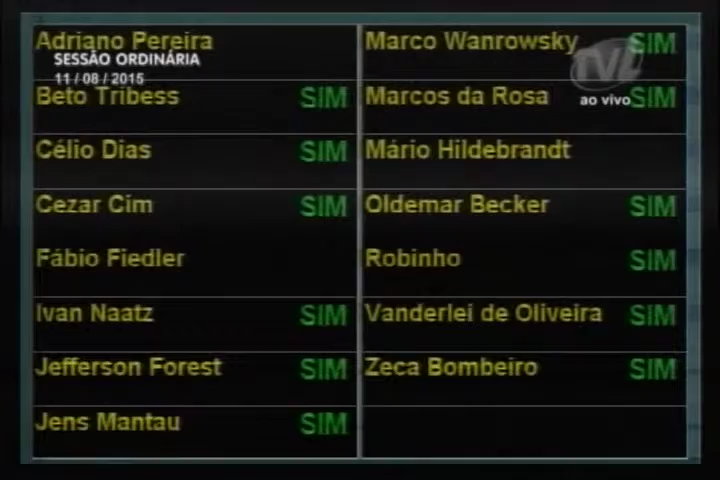 Adriano Pereira
SESSÃO ORDINÁRIA
11 / 08 / 2015
Beto Tribess SIM
Célio Dias SIM
Cezar Cim SIM
Fábio Fiedler
Ivan Naatz SIM
Jefferson Forest SIM
Jens Mantau SIM
Marco Wanrowsky SIM
TVL
ao vivo
Marcos da Rosa SIM
Mário Hildebrandt
Oldemar Becker SIM
Robinho SIM
Vanderlei de Oliveira SIM
Zeca Bombeiro SIM